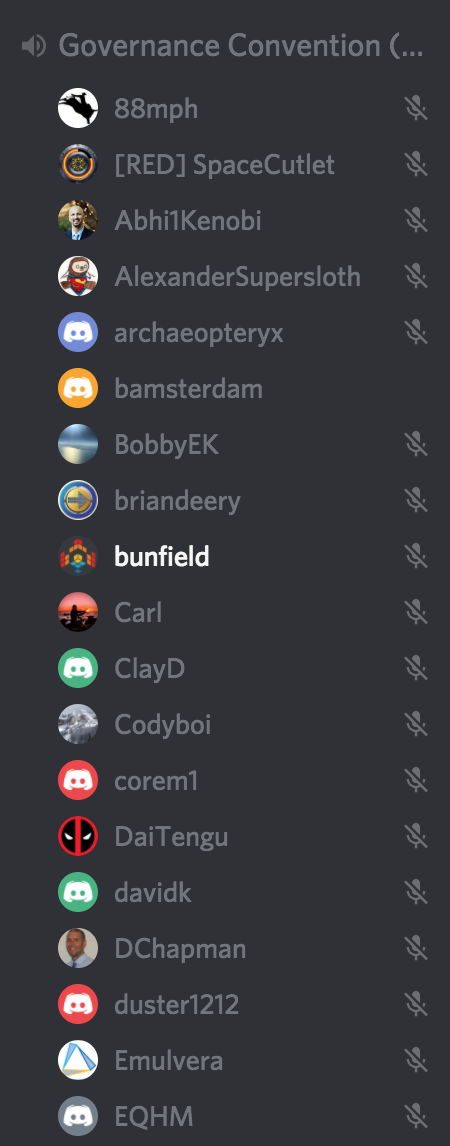 Governance Convention (...
88mph
[RED] SpaceCutlet
Abhi1Kenobi
AlexanderSupersloth
archaeopteryx
bamsterdam
BobbyEK
briandeery
bunfield
Carl
ClayD
Codyboi
corem1
DaiTengu
davidk
DChapman
duster1212
Emulvera
EQHM